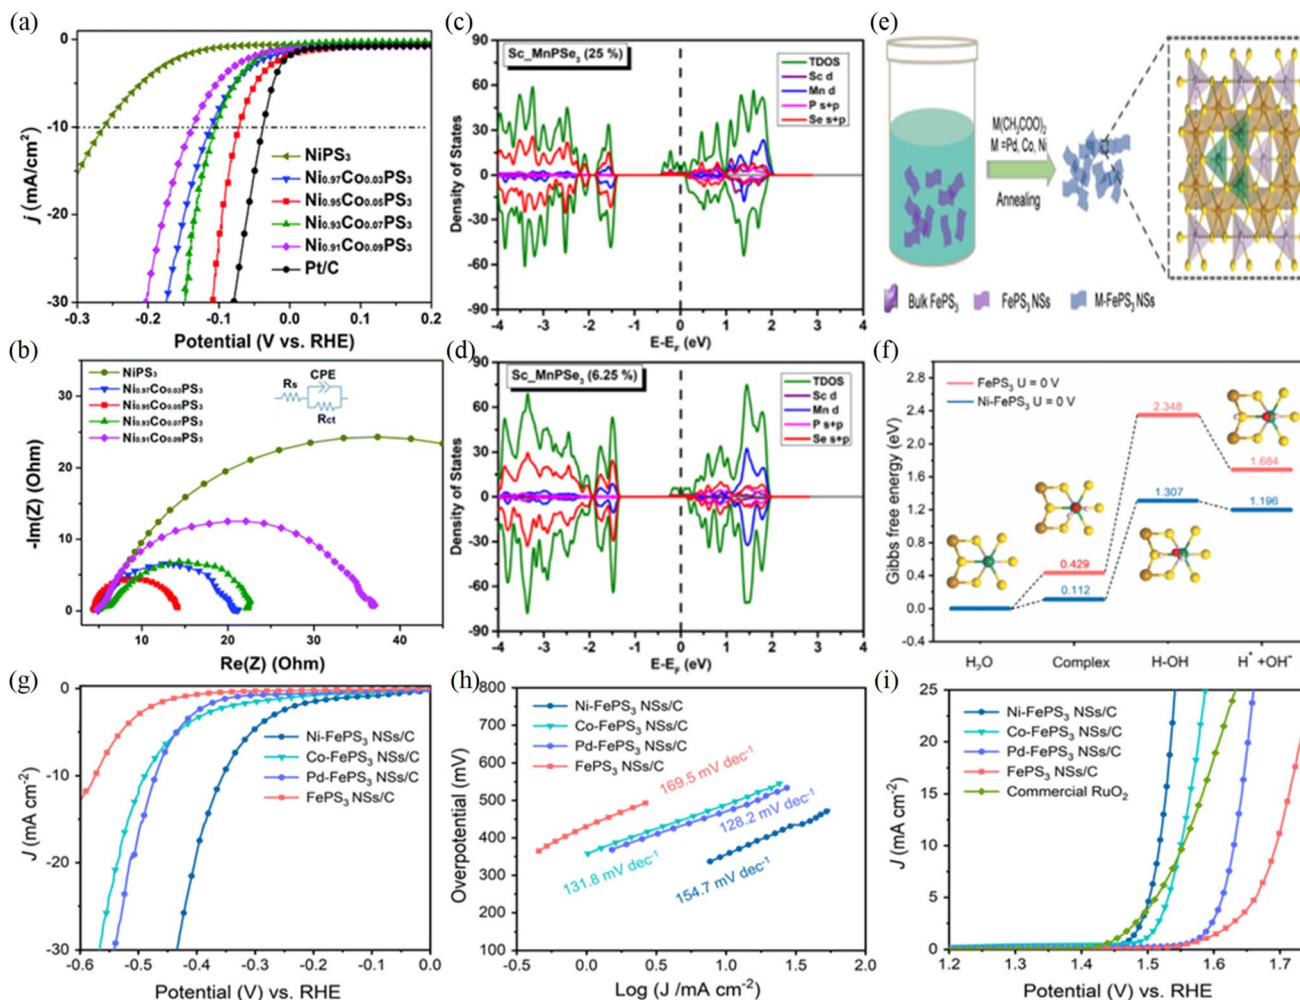 (a)
0
-10
-20
-30
j (mA/cm²)
NiPS₃
Ni₀.₉₇Co₀.₀₃PS₃
Ni₀.₉₅Co₀.₀₅PS₃
Ni₀.₉₃Co₀.₀₇PS₃
Ni₀.₉₁Co₀.₀₉PS₃
Pt/C
-0.3 -0.2 -0.1 0.0 0.1 0.2
Potential (V vs. RHE)
(c)
Sc_MnPSe₃ (25 %)
TDOS
Sc d
Mn d
P s+p
Se s+p
90
60
30
0
-30
-60
-90
Density of States
-4 -3 -2 -1 0 1 2 3 4
E-E_F (eV)
(e)
M(CH₃COO)₂
M =Pd, Co, Ni
Annealing
Bulk FePS₃ FePS₃ NSs M-FePS₃ NSs
(b)
NiPS₃
Ni₀.₉₇Co₀.₀₃PS₃
Ni₀.₉₅Co₀.₀₅PS₃
Ni₀.₉₃Co₀.₀₇PS₃
Ni₀.₉₁Co₀.₀₉PS₃
CPE
Rs
Rct
30
20
10
0
-Im(Z) (Ohm)
10 20 30 40
Re(Z) (Ohm)
(d)
Sc_MnPSe₃ (6.25 %)
TDOS
Sc d
Mn d
P s+p
Se s+p
90
60
30
0
-30
-60
-90
Density of States
-4 -3 -2 -1 0 1 2 3 4
E-E_F (eV)
(f)
FePS₃ U = 0 V
Ni-FePS₃ U = 0 V
2.8
2.4
2.0
1.6
1.2
0.8
0.4
0.0
-0.4
Gibbs free energy (eV)
2.348
1.684
1.307
1.196
0.429
0.112
H₂O Complex H-OH H* +OH⁻
(g)
0
-10
-20
-30
J (mA cm⁻²)
Ni-FePS₃ NSs/C
Co-FePS₃ NSs/C
Pd-FePS₃ NSs/C
FePS₃ NSs/C
-0.6 -0.5 -0.4 -0.3 -0.2 -0.1 0.0
Potential (V) vs. RHE
(h)
800
700
600
500
400
300
200
100
Overpotential (mV)
Ni-FePS₃ NSs/C
Co-FePS₃ NSs/C
Pd-FePS₃ NSs/C
FePS₃ NSs/C
169.5 mV dec⁻¹
128.2 mV dec⁻¹
131.8 mV dec⁻¹
154.7 mV dec⁻¹
-0.5 0.0 0.5 1.0 1.5 2.0
Log (J /mA cm⁻²)
(i)
25
20
15
10
5
0
J (mA cm⁻²)
Ni-FePS₃ NSs/C
Co-FePS₃ NSs/C
Pd-FePS₃ NSs/C
FePS₃ NSs/C
Commercial RuO₂
1.2 1.3 1.4 1.5 1.6 1.7
Potential (V) vs. RHE